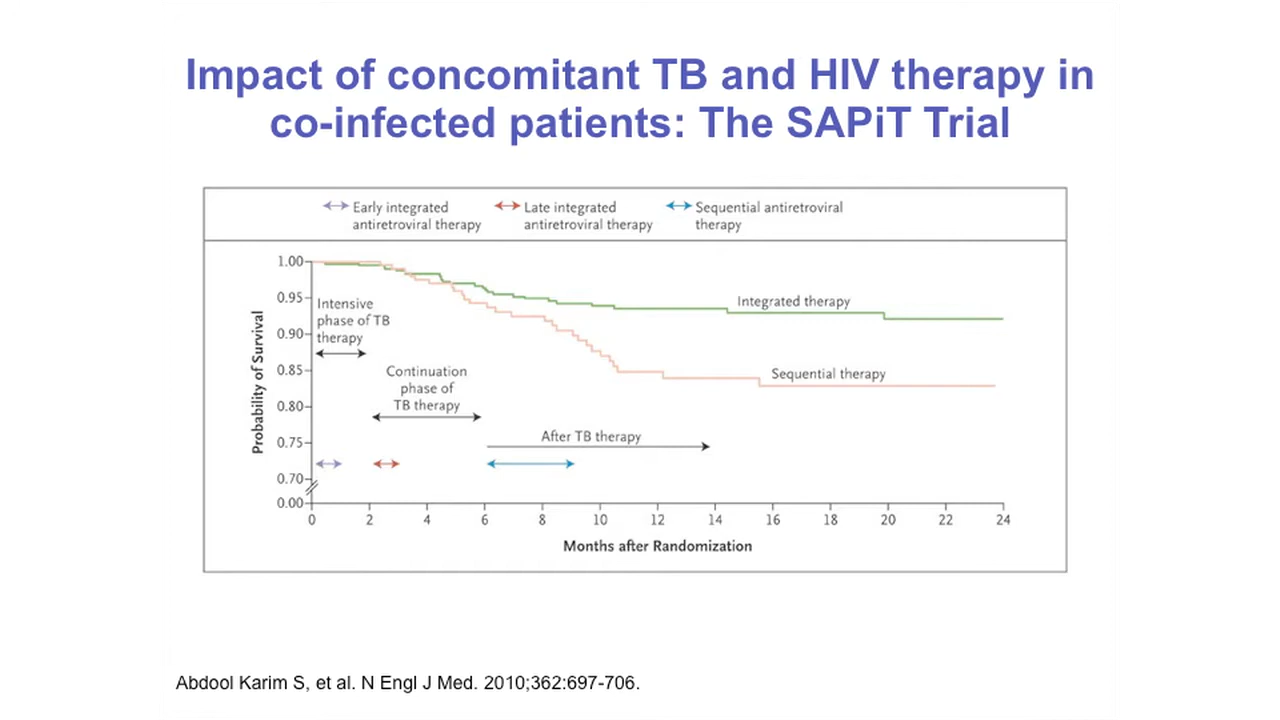 Impact of concomitant TB and HIV therapy in
co-infected patients: The SAPiT Trial
Early integrated
antiretroviral therapy
Late integrated
antiretroviral therapy
Sequential antiretroviral
therapy
1.00
0.95
0.90
0.85
0.80
0.75
0.70
0.00
Probability of Survival
Intensive
phase of TB
therapy
Continuation
phase of
TB therapy
After TB therapy
Integrated therapy
Sequential therapy
0 2 4 6 8 10 12 14 16 18 20 22 24
Months after Randomization
Abdool Karim S, et al. N Engl J Med. 2010;362:697-706.